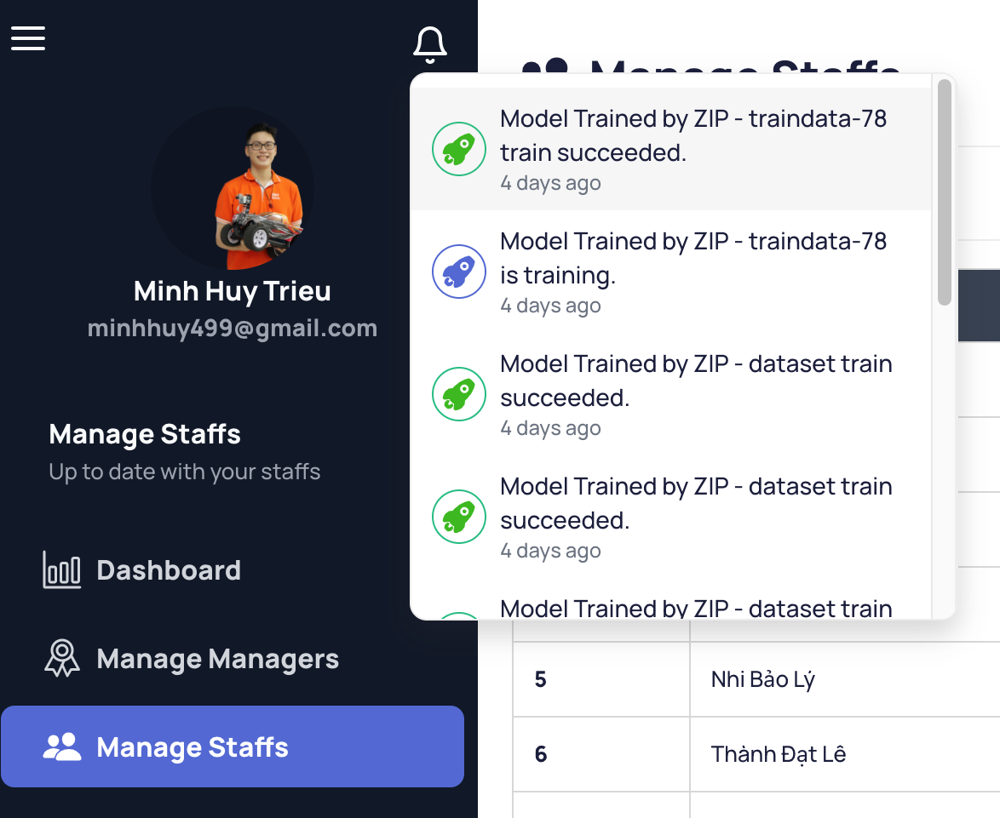 Minh Huy Trieu
minhhuy499@gmail.com
Manage Staffs
Up to date with your staffs
Dashboard
Manage Managers
Manage Staffs
Manage Staffs
Model Trained by ZIP - traindata-78
train succeeded.
4 days ago
Model Trained by ZIP - traindata-78
is training.
4 days ago
Model Trained by ZIP - dataset train
succeeded.
4 days ago
Model Trained by ZIP - dataset train
succeeded.
4 days ago
Model Trained by ZIP - dataset train
5 Nhi Bảo Lý
6 Thành Đạt Lê